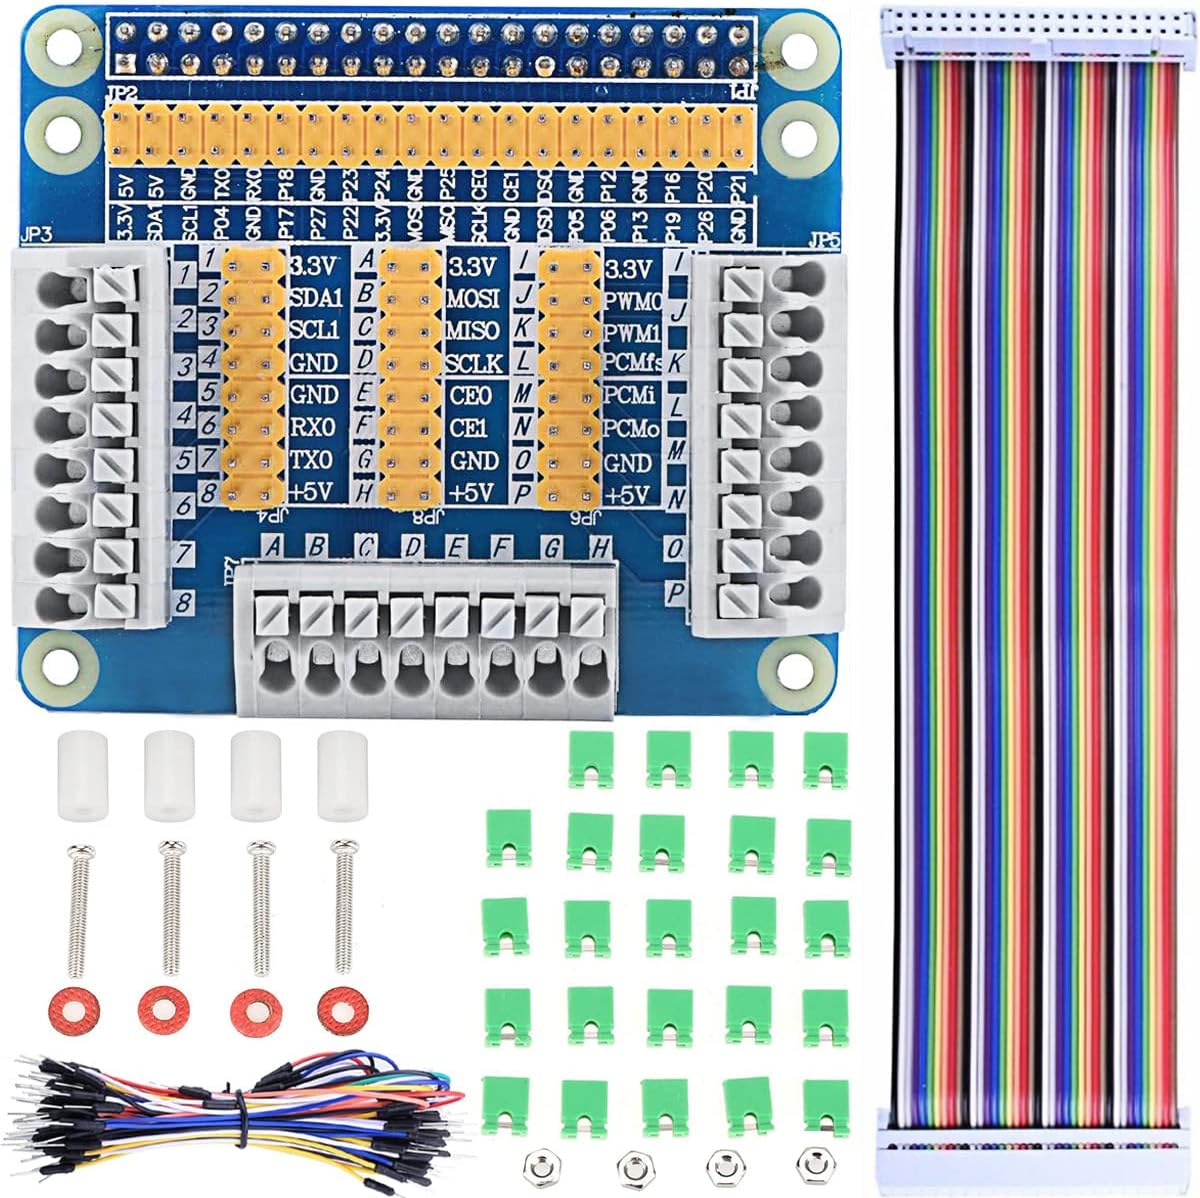 JP2 JP1
5V 5V GND TX0 RX0 P18 GND P23 P24 GND P25 CE0 CE1 DS0 GND P12 GND P16 P20 P21
3.3V SDA1 SCL1 P04 GND P17 P27 P22 3.3V MOSI MISO SCLK GND DSD P05 P06 P13 P19 P26 GND
JP3 JP5
1 2 3 4 5 6 7 8
1 3.3V
2 SDA1
3 SCL1
4 GND
5 GND
6 RX0
7 TX0
8 +5V
JP4
A 3.3V
B MOSI
C MISO
D SCLK
E CE0
F CE1
G GND
H +5V
JP8
I 3.3V
J PWM0
K PWM1
L PCMfs
M PCMi
N PCMo
O GND
P +5V
JP6
I J K L M N O P
JP7
A B C D E F G H